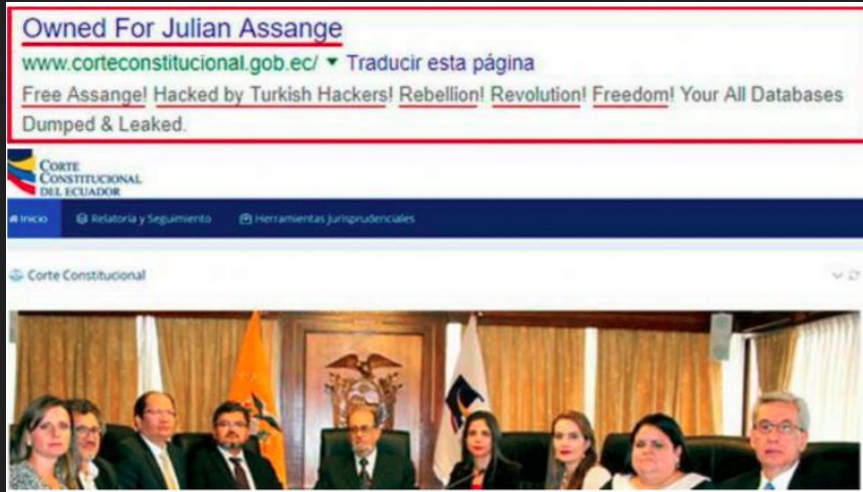 Owned For Julian Assange
www.corteconstitucional.gob.ec/ ▼ Traducir esta página
Free Assange! Hacked by Turkish Hackers! Rebellion! Revolution! Freedom! Your All Databases
Dumped & Leaked.
CORTE
CONSTITUCIONAL
DEL ECUADOR
Inicio Relatoria y Seguimiento Herramientas Jurisprudenciales
Corte Constitucional